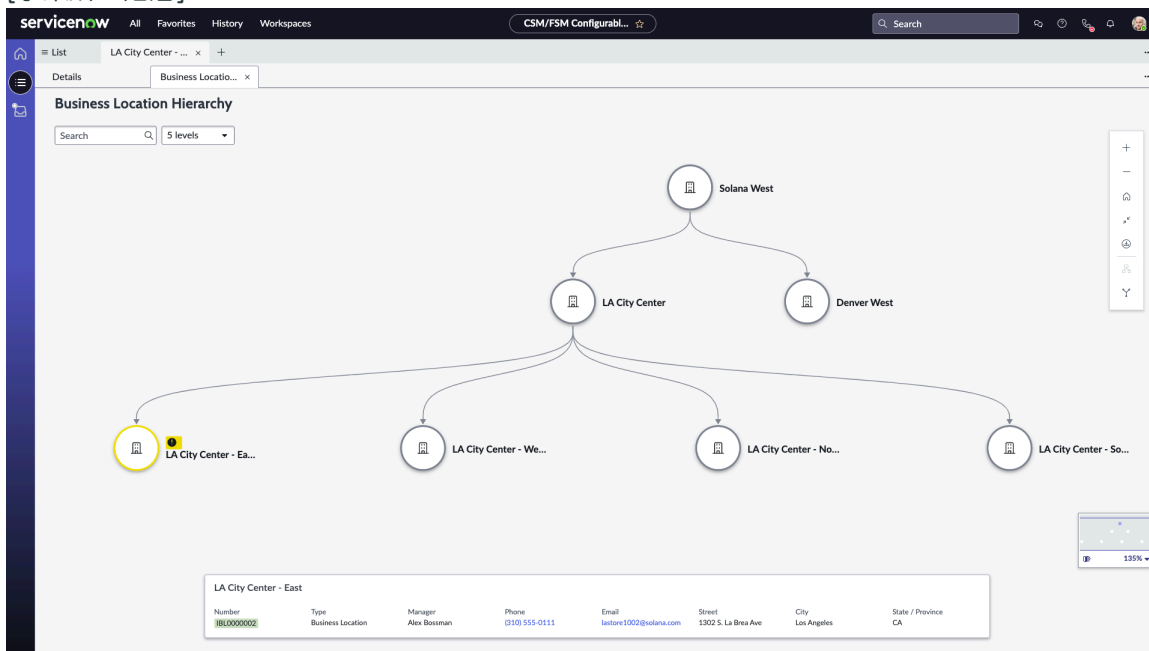 servicenow All Favorites History Workspaces CSM/FSM Configurabl... Search
List LA City Center - ... × +
Details Business Locatio... ×
Business Location Hierarchy
Search 5 levels
Solana West
LA City Center
Denver West
LA City Center - Ea...
LA City Center - We...
LA City Center - No...
LA City Center - So...
135%
LA City Center - East
Number Type Manager Phone Email Street City State / Province
IBL0000002 Business Location Alex Bossman (310) 555-0111 lastore1002@solana.com 1302 S. La Brea Ave Los Angeles CA